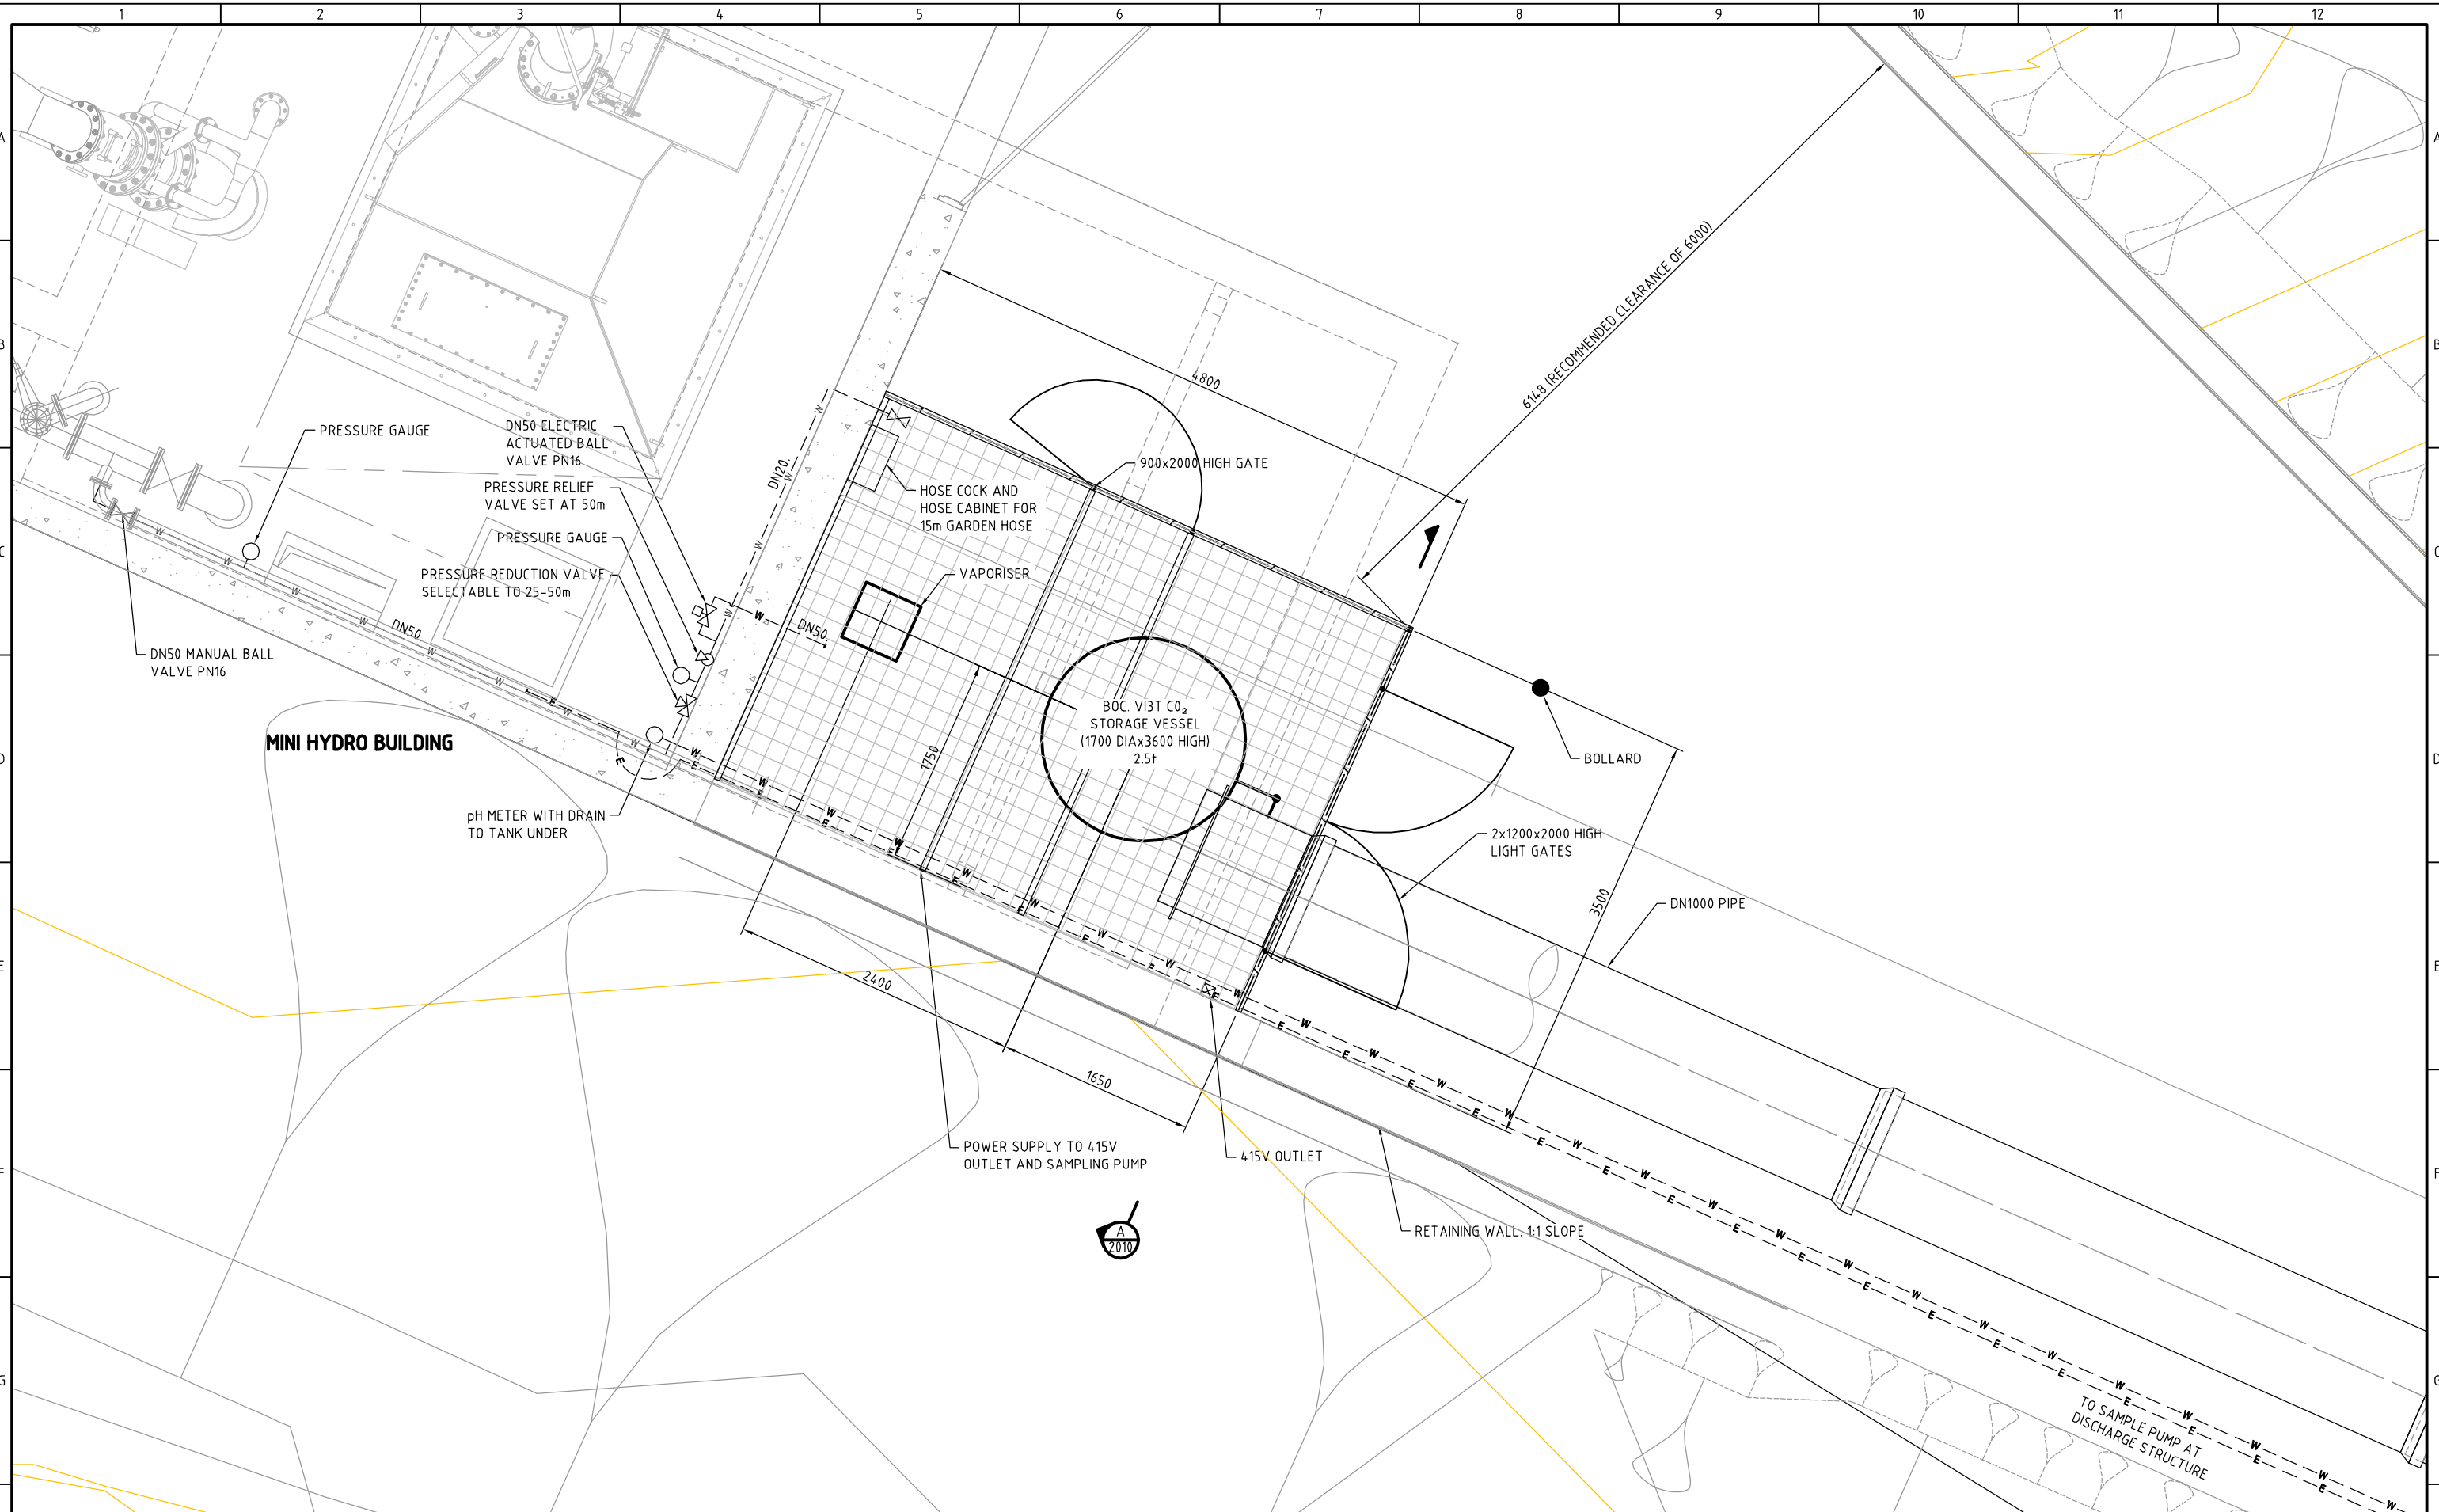 1 2 3 4 5 6 7 8 9 10 11 12
A
A
B
B
C
C
D
D
E
E
F
F
G
G
6148 (RECOMMENDED CLEARANCE OF 6000)
4800
PRESSURE GAUGE
DN50 ELECTRIC
ACTUATED BALL
VALVE PN16
PRESSURE RELIEF
VALVE SET AT 50m
PRESSURE GAUGE
PRESSURE REDUCTION VALVE
SELECTABLE TO 25-50m
DN20
900x2000 HIGH GATE
HOSE COCK AND
HOSE CABINET FOR
15m GARDEN HOSE
VAPORISER
DN50
DN50
DN50 MANUAL BALL
VALVE PN16
MINI HYDRO BUILDING
BOC. VI3T CO₂
STORAGE VESSEL
(1700 DIAx3600 HIGH)
2.5t
1750
BOLLARD
pH METER WITH DRAIN
TO TANK UNDER
2x1200x2000 HIGH
LIGHT GATES
3500
DN1000 PIPE
2400
1650
POWER SUPPLY TO 415V
OUTLET AND SAMPLING PUMP
415V OUTLET
A
2010
RETAINING WALL. 1:1 SLOPE
TO SAMPLE PUMP AT
DISCHARGE STRUCTURE
W
E